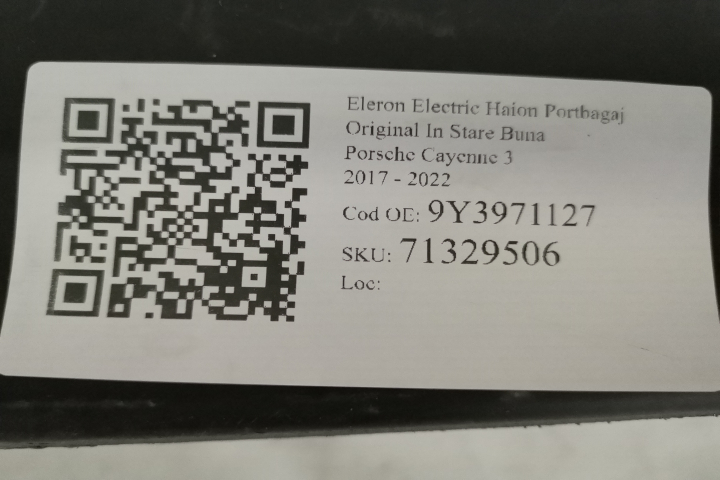 Eleron Electric Haion Portbagaj
Original In Stare Buna
Porsche Cayenne 3
2017 - 2022
Cod OE: 9Y3971127
SKU: 71329506
Loc: